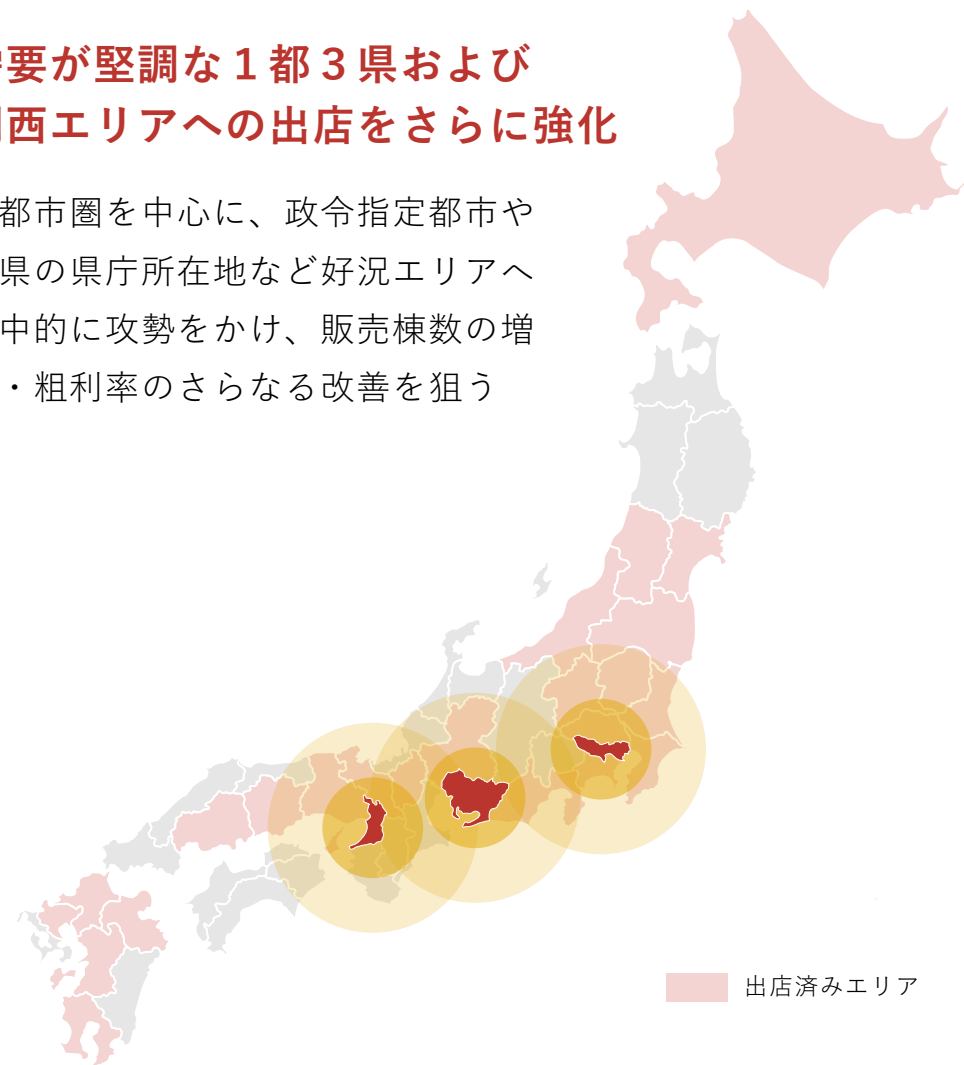 要が堅調な１都３県および
西エリアへの出店をさらに強化
都市圏を中心に、政令指定都市や
県の県庁所在地など好況エリアへ
中的に攻勢をかけ、販売棟数の増
・粗利率のさらなる改善を狙う
出店済みエリア